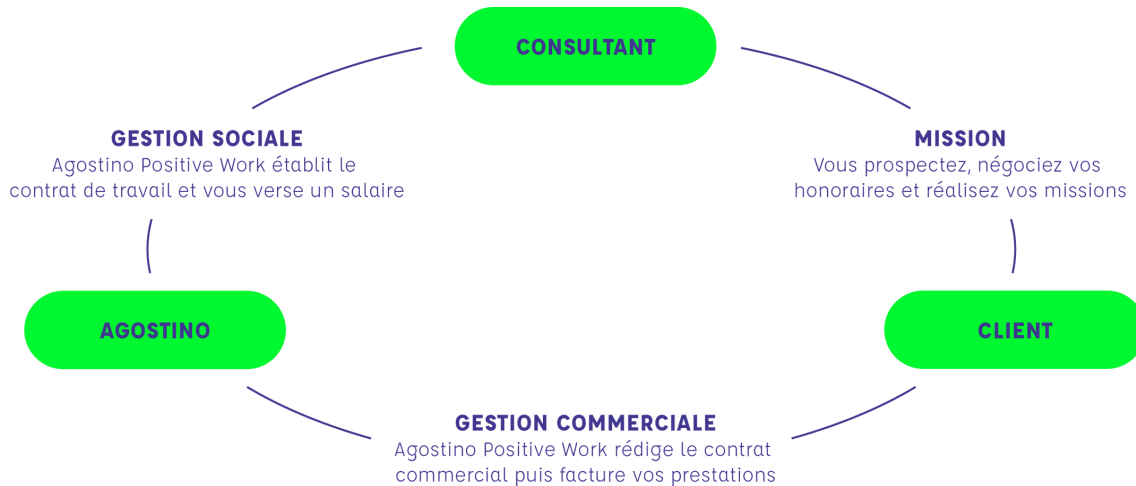 CONSULTANT
GESTION SOCIALE
Agostino Positive Work établit le
contrat de travail et vous verse un salaire
MISSION
Vous prospectez, négociez vos
honoraires et réalisez vos missions
AGOSTINO
CLIENT
GESTION COMMERCIALE
Agostino Positive Work rédige le contrat
commercial puis facture vos prestations